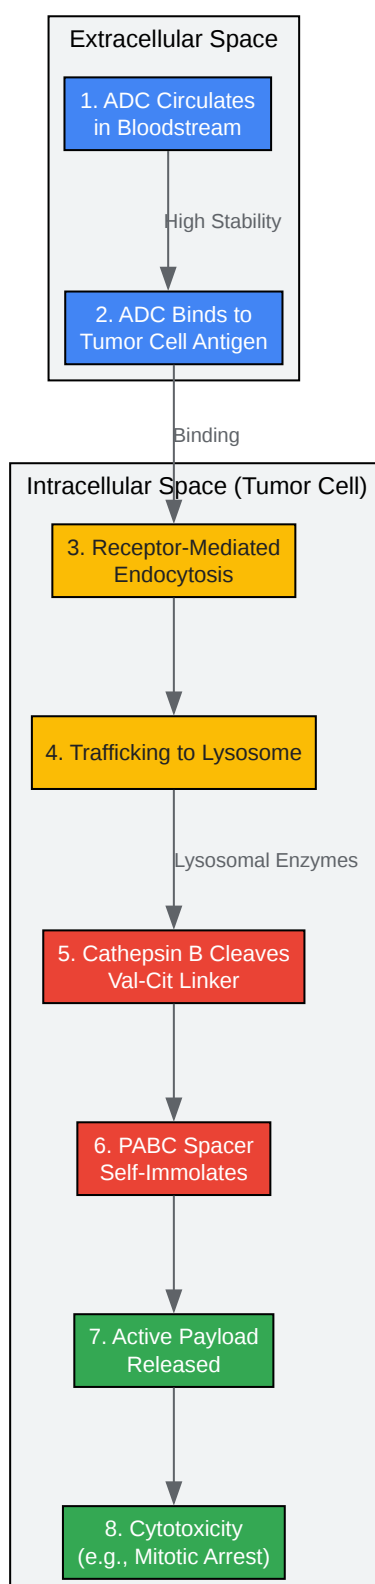 Extracellular Space
1. ADC Circulates
in Bloodstream
High Stability
2. ADC Binds to
Tumor Cell Antigen
Binding
Intracellular Space (Tumor Cell)
3. Receptor-Mediated
Endocytosis
4. Trafficking to Lysosome
Lysosomal Enzymes
5. Cathepsin B Cleaves
Val-Cit Linker
6. PABC Spacer
Self-Immolates
7. Active Payload
Released
8. Cytotoxicity
(e.g., Mitotic Arrest)